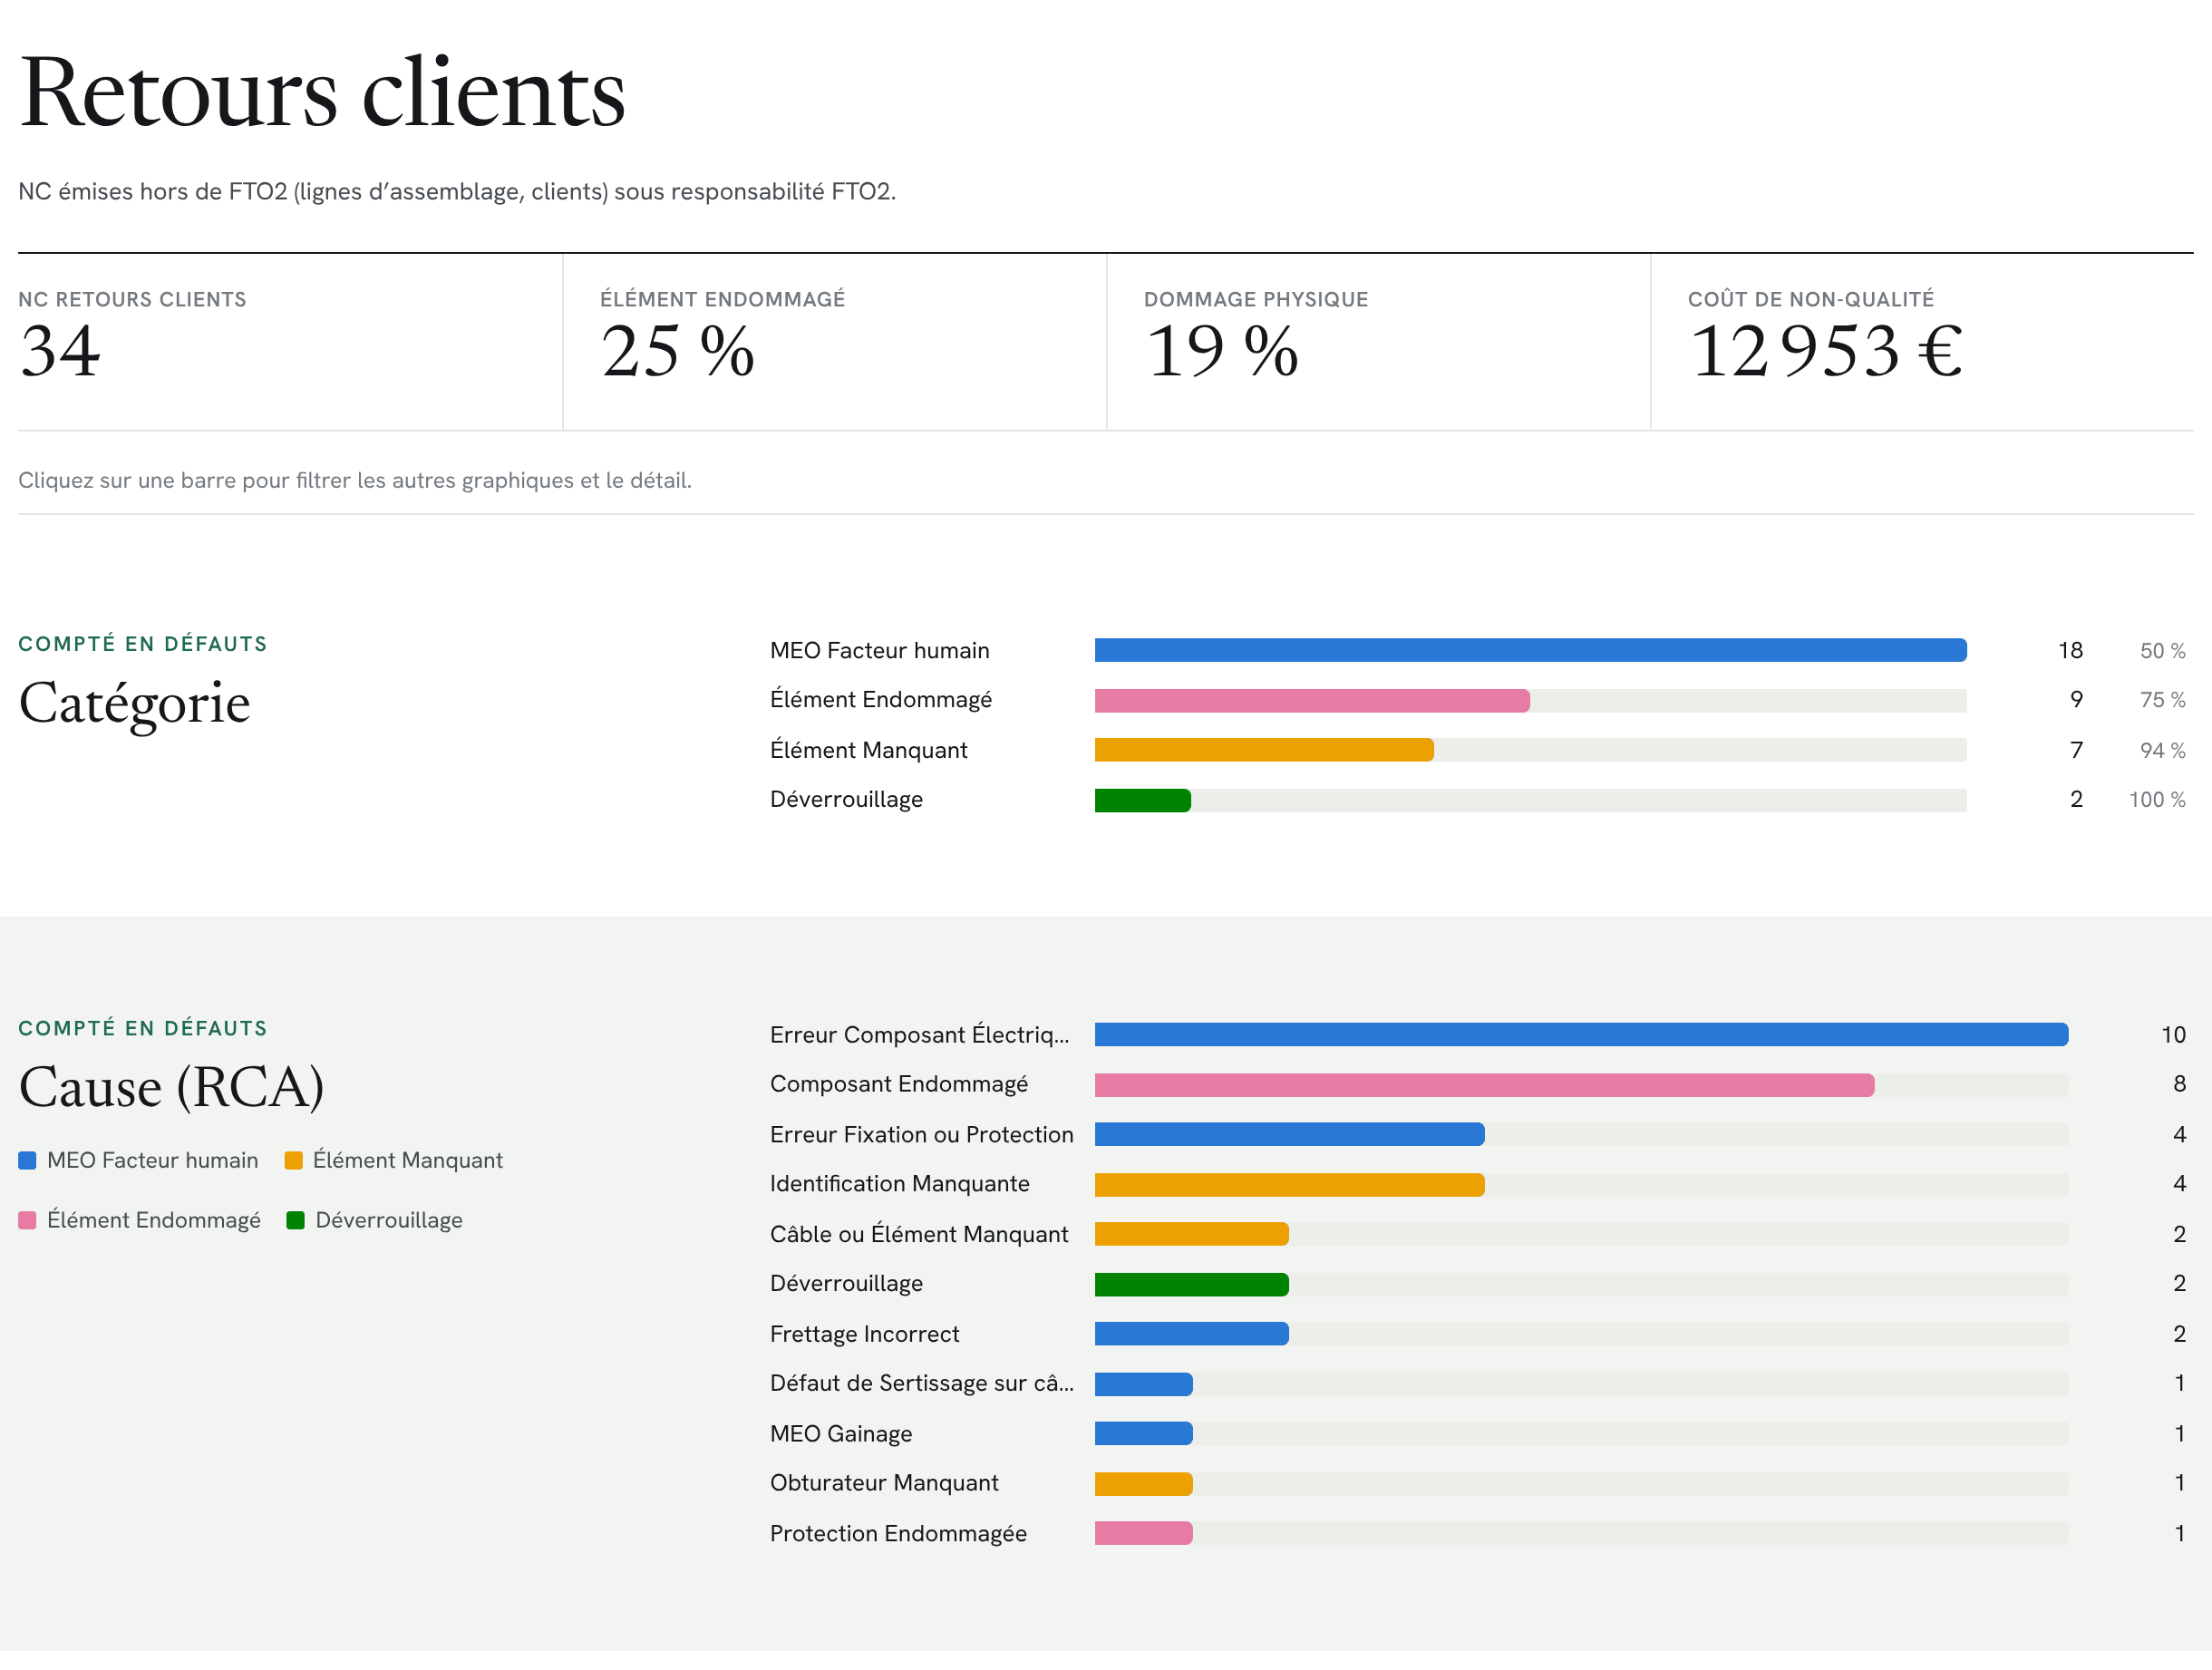 Retours clients
NC émises hors de FTO2 (lignes d’assemblage, clients) sous responsabilité FTO2.
NC RETOURS CLIENTS
34
ÉLÉMENT ENDOMMAGÉ
25 %
DOMMAGE PHYSIQUE
19 %
COÛT DE NON-QUALITÉ
12 953 €
Cliquez sur une barre pour filtrer les autres graphiques et le détail.
COMPTÉ EN DÉFAUTS
Catégorie
MEO Facteur humain 18 50 %
Élément Endommagé 9 75 %
Élément Manquant 7 94 %
Déverrouillage 2 100 %
COMPTÉ EN DÉFAUTS
Cause (RCA)
MEO Facteur humain Élément Manquant
Élément Endommagé Déverrouillage
Erreur Composant Électriq... 10
Composant Endommagé 8
Erreur Fixation ou Protection 4
Identification Manquante 4
Câble ou Élément Manquant 2
Déverrouillage 2
Frettage Incorrect 2
Défaut de Sertissage sur câ... 1
MEO Gainage 1
Obturateur Manquant 1
Protection Endommagée 1